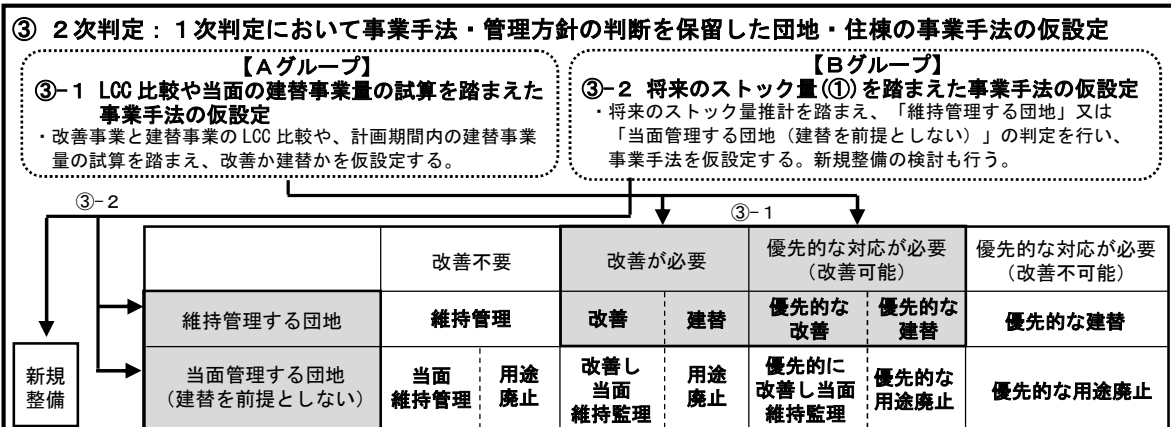 ③ ２次判定：１次判定において事業手法・管理方針の判断を保留した団地・住棟の事業手法の仮設定
【Ａグループ】
③-１ LCC 比較や当面の建替事業量の試算を踏まえた
事業手法の仮設定
・改善事業と建替事業の LCC 比較や、計画期間内の建替事業
量の試算を踏まえ、改善か建替かを仮設定する。
【Ｂグループ】
③-２ 将来のストック量(①)を踏まえた事業手法の仮設定
・将来のストック量推計を踏まえ、「維持管理する団地」又は
「当面管理する団地（建替を前提としない）」の判定を行い、
事業手法を仮設定する。新規整備の検討も行う。
③-２
③-１
改善不要
改善が必要
優先的な対応が必要
（改善可能）
優先的な対応が必要
（改善不可能）
維持管理する団地
維持管理
改善
建替
優先的な
改善
優先的な
建替
優先的な建替
新規
整備
当面管理する団地
（建替を前提としない）
当面
維持管理
用途
廃止
改善し
当面
維持監理
用途
廃止
優先的に
改善し当面
維持監理
優先的な
用途廃止
優先的な用途廃止